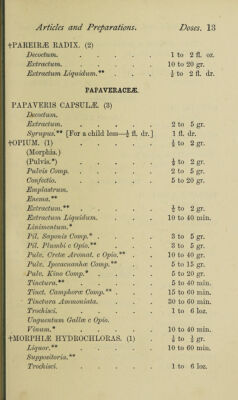 Articles and Preparations. Doses. 13
†PAREIRÆ RADIX. (2)
Decoctum. . . . . . 1 to 2 fl. oz.
Extractum. . . . . . 10 to 20 gr.
Extractum Liquidum.** . . . ½ to 2 fl. dr.
PAPAVERACEÆ.
PAPAVERIS CAPSULÆ. (3)
Decoctum.
Extractum. . . . . . 2 to 5 gr.
Syrupus.** [For a child less—½ fl. dr.] 1 fl. dr.
†OPIUM. (1) . . . . . ½ to 2 gr.
(Morphia.)
(Pulvis.*) . . . . . ½ to 2 gr.
Pulvis Comp. . . . . . 2 to 5 gr.
Confectio. . . . . . 5 to 20 gr.
Emplastrum.
Enema.**
Extractum.** . . . . . ½ to 2 gr.
Extractum Liquidum. . . . 10 to 40 min.
Linimentum.*
Pil. Saponis Comp.* . . . . 3 to 5 gr.
Pil. Plumbi c Opio.** . . . 3 to 5 gr.
Pulv. Cretæ Aromat. c Opio.** . . 10 to 40 gr.
Pulv. Ipecacuanhæ Comp.** . . 5 to 15 gr.
Pulv. Kino Comp.* . . . . 5 to 20 gr.
Tinctura.** . . . . . 5 to 40 min.
Tinct. Camphoræ Comp.** . . . 15 to 60 min.
Tinctura Ammoniata. . . . 30 to 60 min.
Trochisci. . . . . . 1 to 6 loz.
Unguentum Gallæ c Opio.
Vinum.* . . . . . 10 to 40 min.
†MORPHLÆ HYDROCHLORAS. (1) gr.
Liquor.** . . . . . 10 to 60 min.
Suppositoria.**
Trochisci. . . . . . 1 to 6 loz.